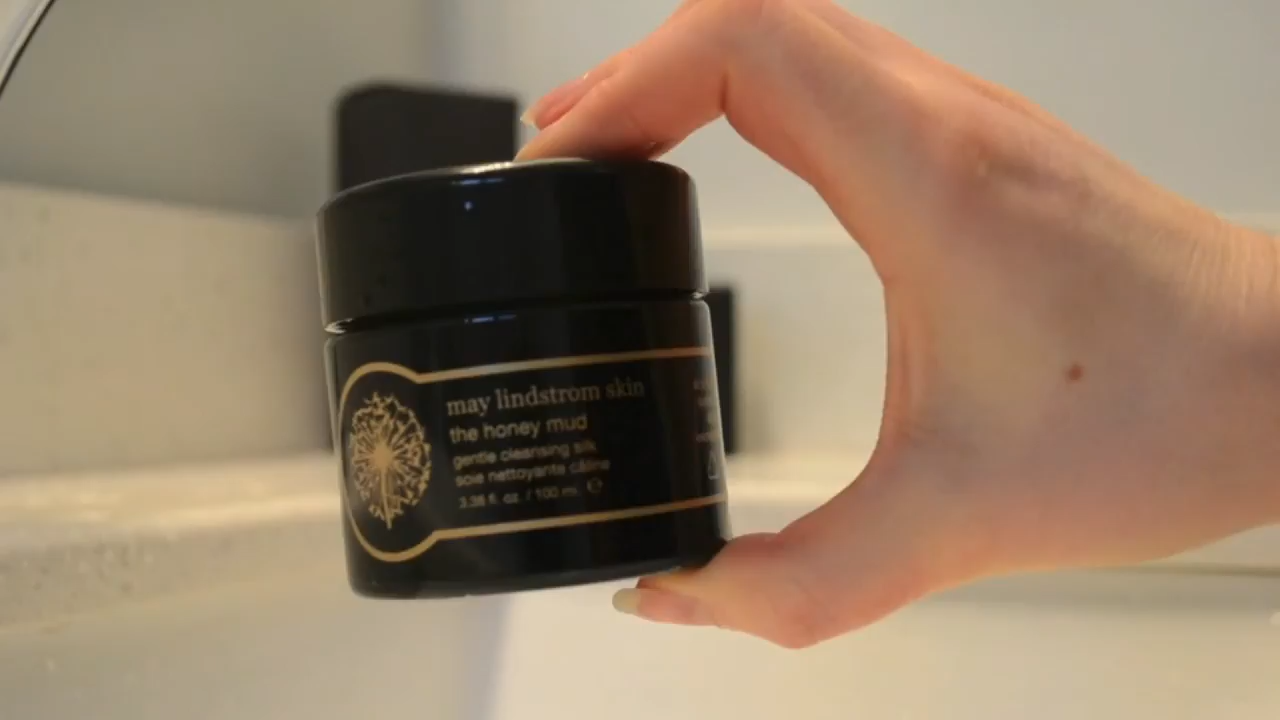 may lindstrom skin
the honey mud
gentle cleansing silk
soie nettoyante câline
3.38 fl. oz. / 100 ml ℮